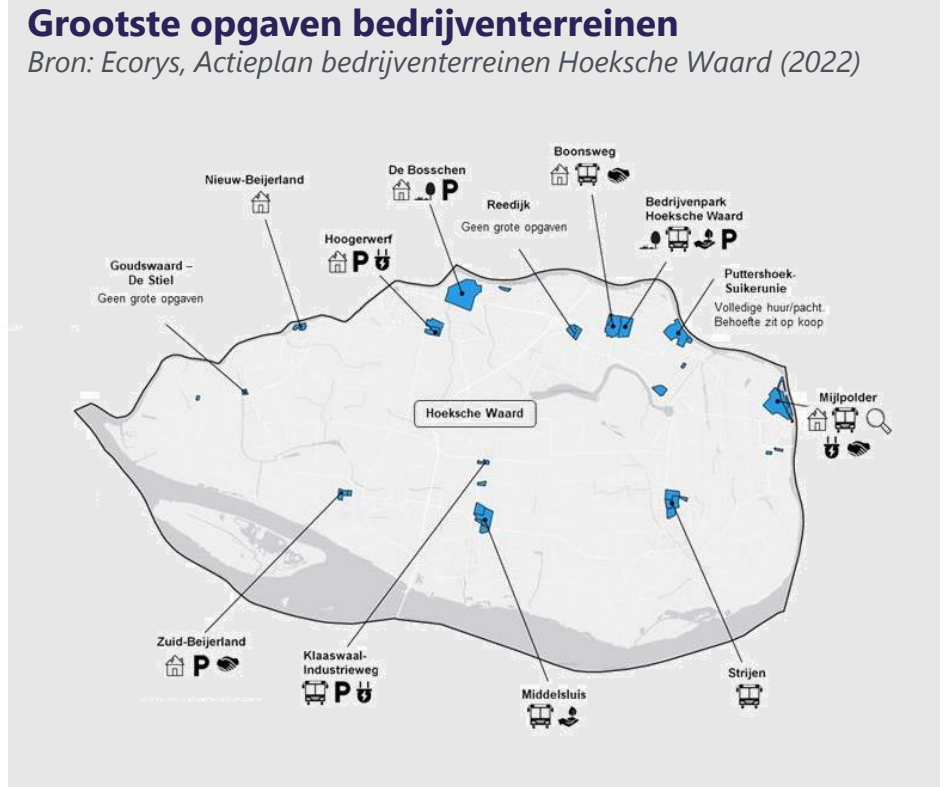 Grootste opgaven bedrijventerreinen
Bron: Ecorys, Actieplan bedrijventerreinen Hoeksche Waard (2022)
Boonsweg
De Bosschen
P
Nieuw-Beijerland
Reedijk
Geen grote opgaven
Bedrijvenpark
Hoeksche Waard
P
Hoogerwerf
P
Goudswaard –
De Stiel
Geen grote opgaven
Puttershoek-
Suikerunie
Volledige huur/pacht.
Behoefte zit op koop
Mijlpolder
Hoeksche Waard
Zuid-Beijerland
P
Klaaswaal-
Industrieweg
P
Middelsluis
Strijen